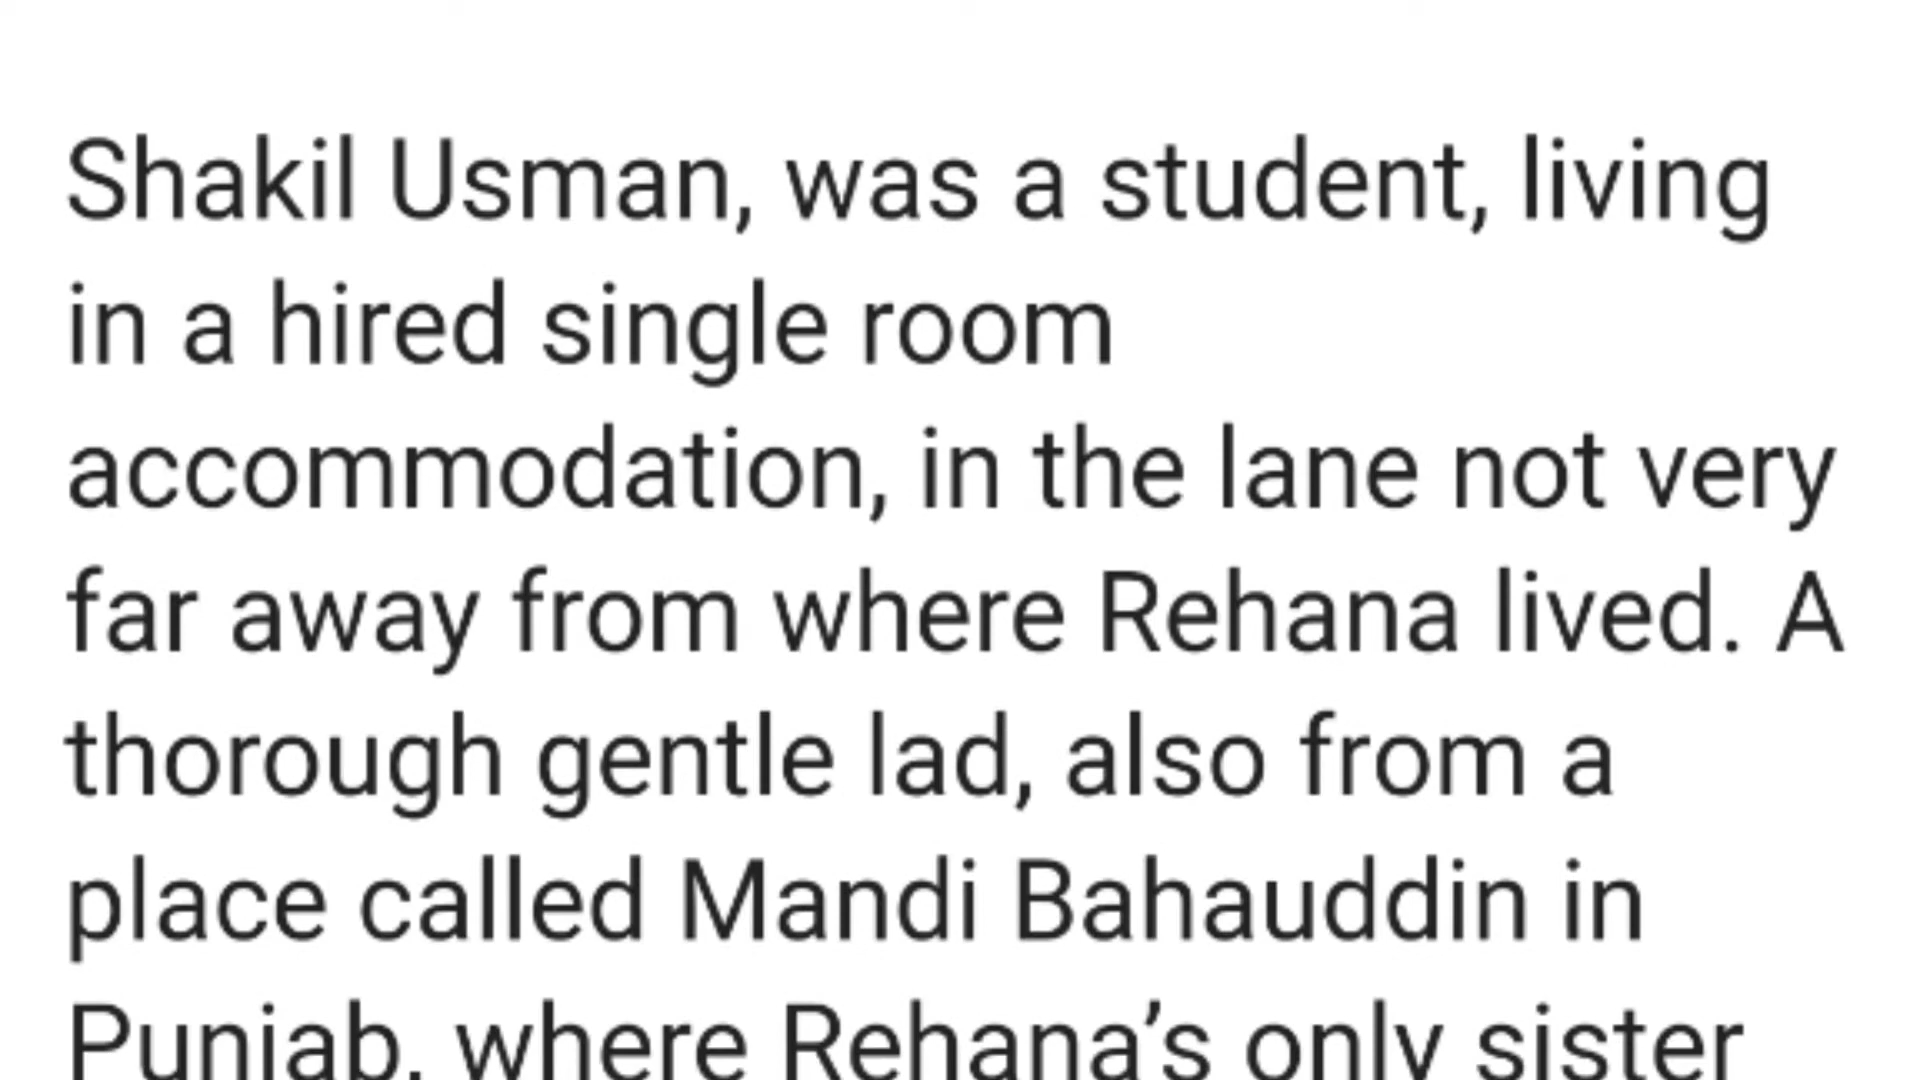 Shakil Usman, was a student, living
in a hired single room
accommodation, in the lane not very
far away from where Rehana lived. A
thorough gentle lad, also from a
place called Mandi Bahauddin in
Punjab, where Rehana’s only sister